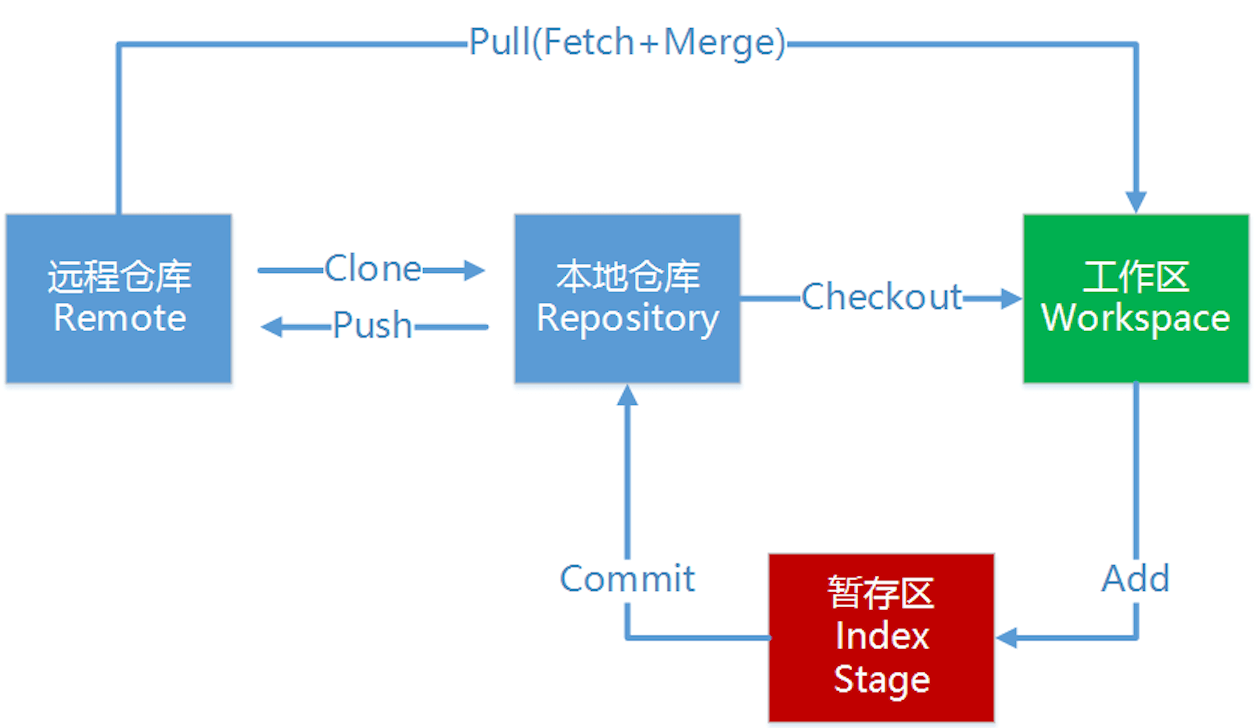 Pull(Fetch+Merge)
远程仓库
Remote
Clone
Push
本地仓库
Repository
Checkout
工作区
Workspace
Commit
暂存区
Index
Stage
Add